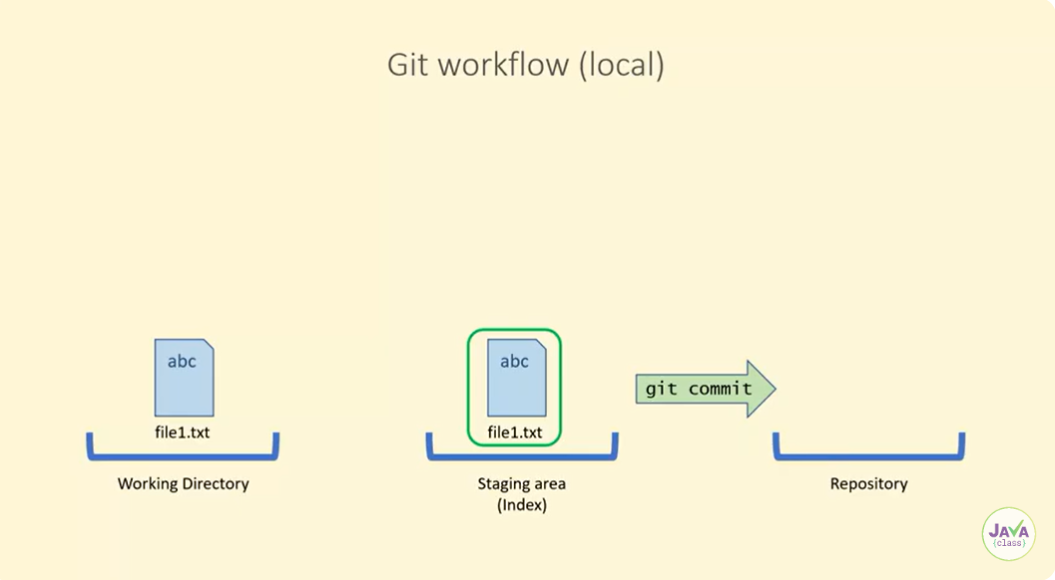 Git workflow (local)
abc
file1.txt
Working Directory
abc
file1.txt
Staging area
(Index)
git commit
Repository
JAVA
{class}